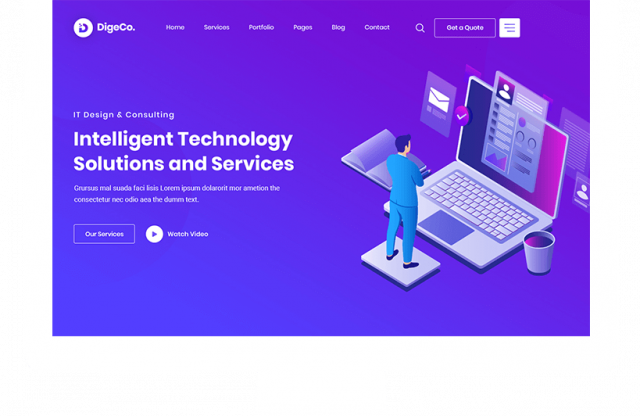 DigeCo.
Home Services Portfolio Pages Blog Contact
Get a Quote
IT Design & Consulting
Intelligent Technology
Solutions and Services
Grursus mal suada faci lisis Lorem ipsum dolarorit mor ametion the
consectetur nec odio aea the dumm text.
Our Services
Watch Video